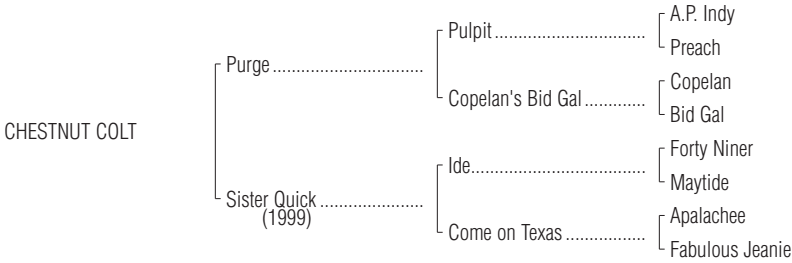 A.P. Indy
Pulpit
Preach
Purge
Copelan
Copelan's Bid Gal
Bid Gal
CHESTNUT COLT
Forty Niner
Ide
Maytide
Sister Quick
(1999)
Apalachee
Come on Texas
Fabulous Jeanie